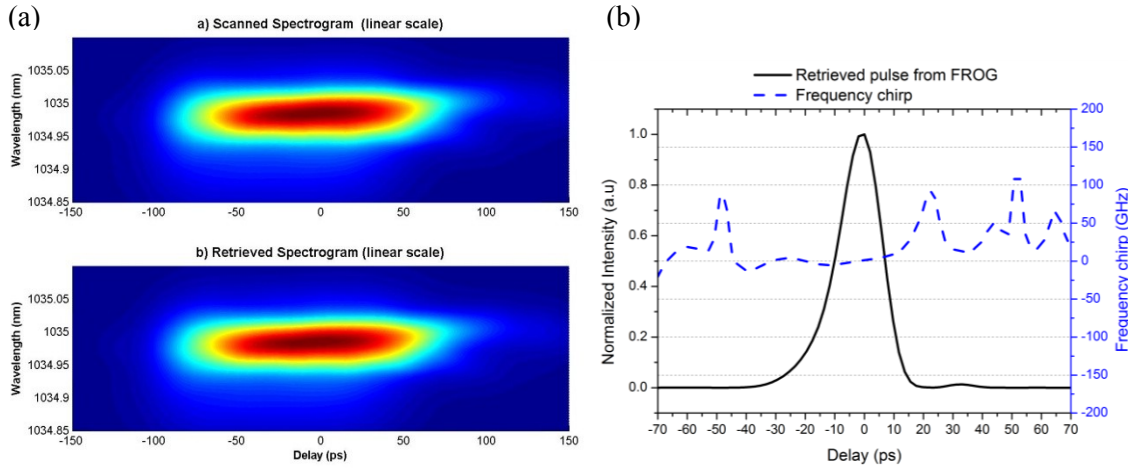 (a)
a) Scanned Spectrogram (linear scale)
Wavelength (nm)
1035.05
1035
1034.95
1034.9
1034.85
-150 -100 -50 0 50 100 150
b) Retrieved Spectrogram (linear scale)
Wavelength (nm)
1035.05
1035
1034.95
1034.9
1034.85
-150 -100 -50 0 50 100 150
Delay (ps)
(b)
Retrieved pulse from FROG
Frequency chirp
Normalized Intensity (a.u)
1.0
0.8
0.6
0.4
0.2
0.0
-70 -60 -50 -40 -30 -20 -10 0 10 20 30 40 50 60 70
Delay (ps)
200
150
100
50
0
-50
-100
-150
-200
Frequency chirp (GHz)